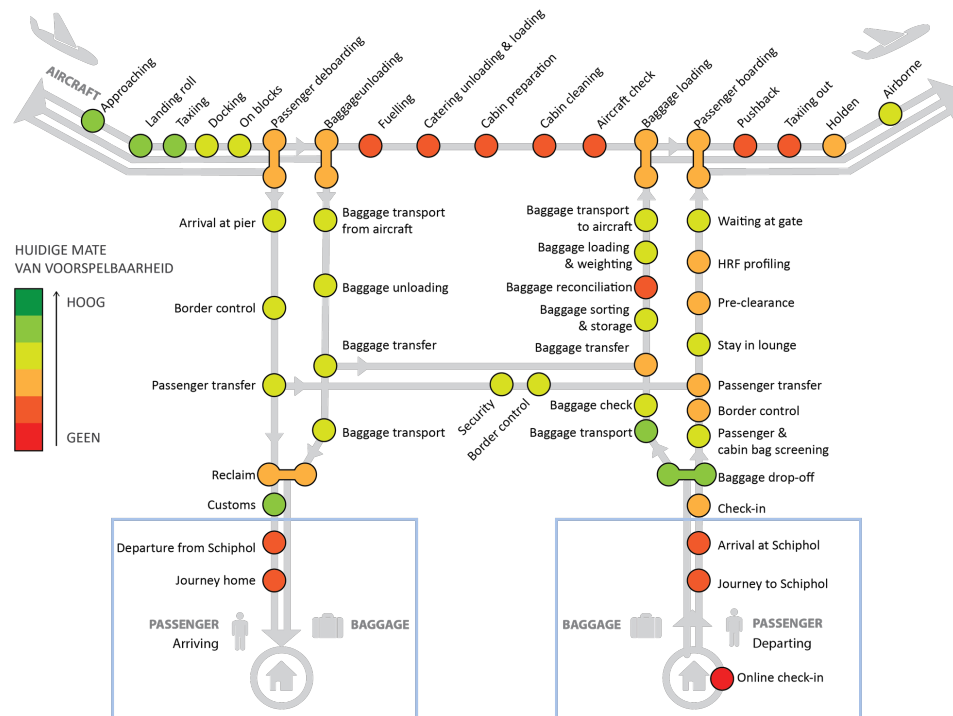 AIRCRAFT
Approaching
Landing roll
Taxiing
Docking
On blocks
Passenger deboarding
Baggageunloading
Fuelling
Catering unloading & loading
Cabin preparation
Cabin cleaning
Aircraft check
Baggage loading
Passenger boarding
Pushback
Taxiing out
Holden
Airborne
HUIDIGE MATE
VAN VOORSPELBAARHEID
HOOG
GEEN
Arrival at pier
Border control
Passenger transfer
Reclaim
Customs
Departure from Schiphol
Journey home
PASSENGER
Arriving
BAGGAGE
Baggage transport
from aircraft
Baggage unloading
Baggage transfer
Baggage transport
Security
Border control
Baggage transport
to aircraft
Baggage loading
& weighting
Baggage reconciliation
Baggage sorting
& storage
Baggage transfer
Baggage check
Baggage transport
Waiting at gate
HRF profiling
Pre-clearance
Stay in lounge
Passenger transfer
Border control
Passenger &
cabin bag screening
Baggage drop-off
Check-in
Arrival at Schiphol
Journey to Schiphol
BAGGAGE
PASSENGER
Departing
Online check-in